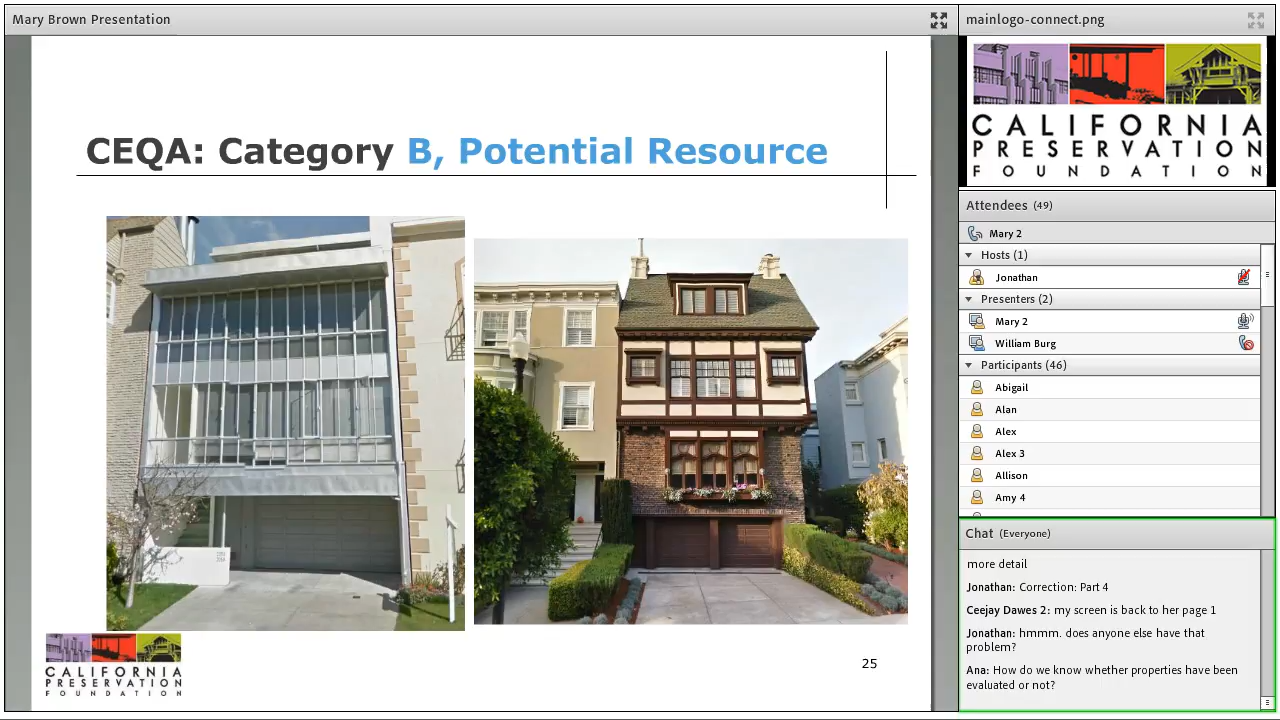 Mary Brown Presentation
CEQA: Category B, Potential Resource
CALIFORNIA
PRESERVATION
FOUNDATION
25
mainlogo-connect.png
CALIFORNIA
PRESERVATION
FOUNDATION
Attendees (49)
Mary 2
Hosts (1)
Jonathan
Presenters (2)
Mary 2
William Burg
Participants (46)
Abigail
Alan
Alex
Alex 3
Allison
Amy 4
Chat (Everyone)
more detail
Jonathan: Correction: Part 4
Ceejay Dawes 2: my screen is back to her page 1
Jonathan: hmmm. does anyone else have that
problem?
Ana: How do we know whether properties have been
evaluated or not?